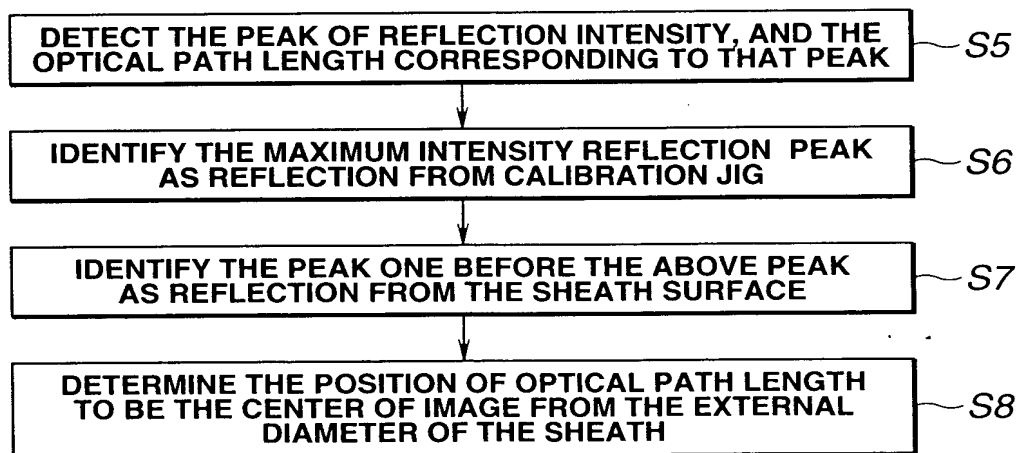 DETECT THE PEAK OF REFLECTION INTENSITY, AND THE
OPTICAL PATH LENGTH CORRESPONDING TO THAT PEAK
S5
IDENTIFY THE MAXIMUM INTENSITY REFLECTION PEAK
AS REFLECTION FROM CALIBRATION JIG
S6
IDENTIFY THE PEAK ONE BEFORE THE ABOVE PEAK
AS REFLECTION FROM THE SHEATH SURFACE
S7
DETERMINE THE POSITION OF OPTICAL PATH LENGTH
TO BE THE CENTER OF IMAGE FROM THE EXTERNAL
DIAMETER OF THE SHEATH
S8